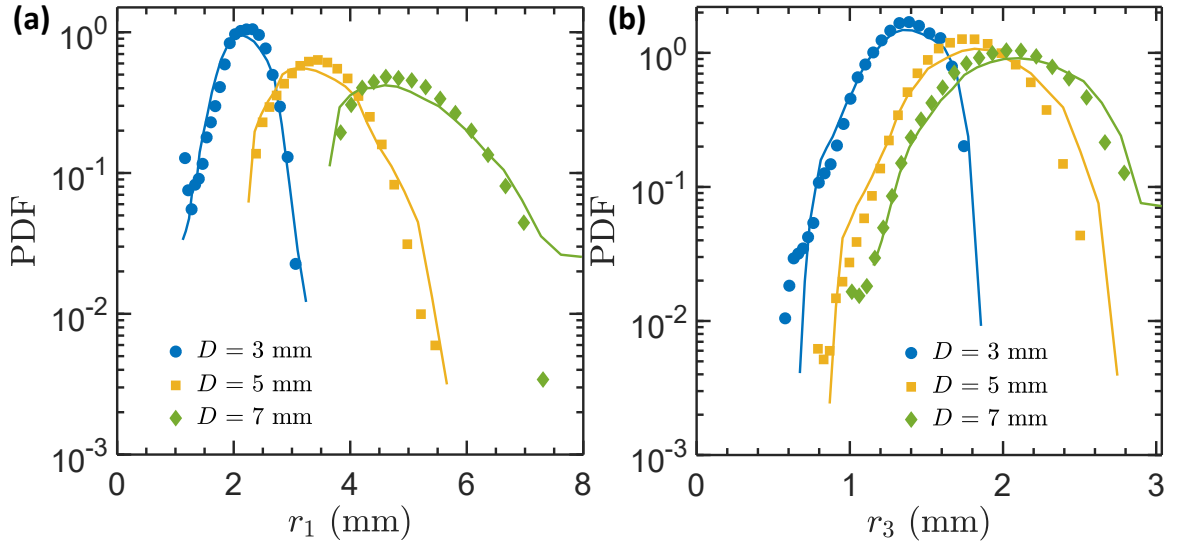 (a)
PDF
10^0
10^-1
10^-2
10^-3
0 2 4 6 8
r_1 (mm)
D = 3 mm
D = 5 mm
D = 7 mm
(b)
PDF
10^0
10^-1
10^-2
10^-3
0 1 2 3
r_3 (mm)
D = 3 mm
D = 5 mm
D = 7 mm